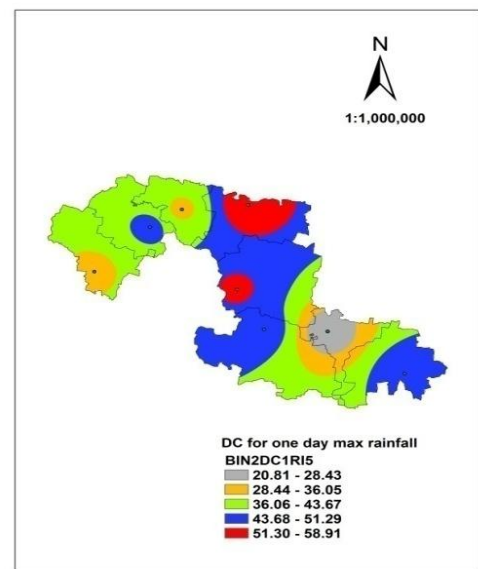 N
1:1,000,000
DC for one day max rainfall
BIN2DC1RI5
20.81 - 28.43
28.44 - 36.05
36.06 - 43.67
43.68 - 51.29
51.30 - 58.91